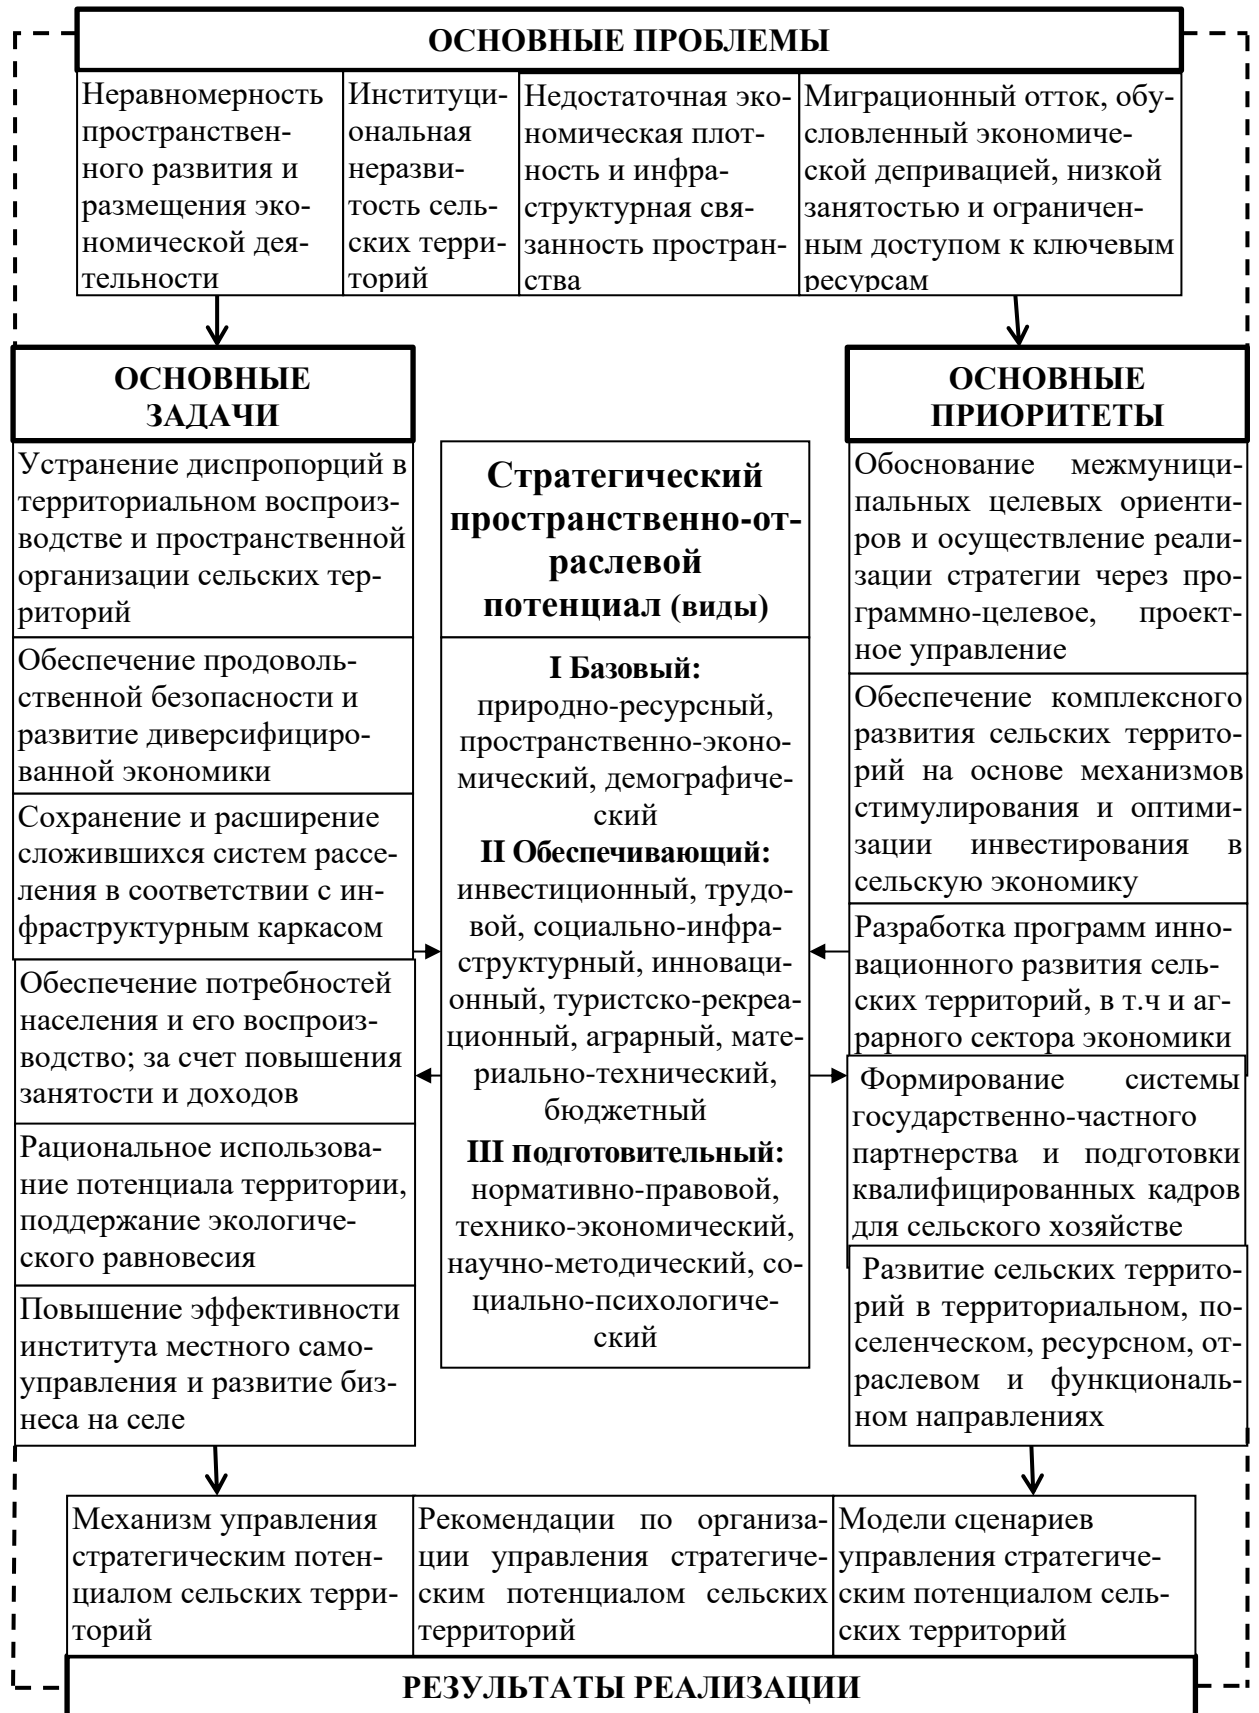 ОСНОВНЫЕ ПРОБЛЕМЫ
Неравномерность
пространствен-
ного развития и
размещения эко-
номической дея-
тельности
Институци-
ональная
неразви-
тость сель-
ских терри-
торий
Недостаточная эко-
номическая плот-
ность и инфра-
структурная свя-
занность простран-
ства
Миграционный отток, обу-
словленный экономиче-
ской депривацией, низкой
занятостью и ограничен-
ным доступом к ключевым
ресурсам
ОСНОВНЫЕ
ЗАДАЧИ
Устранение диспропорций в
территориальном воспроиз-
водстве и пространственной
организации сельских тер-
риторий
Обеспечение продоволь-
ственной безопасности и
развитие диверсифициро-
ванной экономики
Сохранение и расширение
сложившихся систем рассе-
ления в соответствии с ин-
фраструктурным каркасом
Обеспечение потребностей
населения и его воспроиз-
водство; за счет повышения
занятости и доходов
Рациональное использова-
ние потенциала территории,
поддержание экологиче-
ского равновесия
Повышение эффективности
института местного само-
управления и развитие биз-
неса на селе
Стратегический
пространственно-от-
раслевой
потенциал (виды)
I Базовый:
природно-ресурсный,
пространственно-эконо-
мический, демографиче-
ский
II Обеспечивающий:
инвестиционный, трудо-
вой, социально-инфра-
структурный, инноваци-
онный, туристско-рекреа-
ционный, аграрный, мате-
риально-технический,
бюджетный
III Подготовительный:
нормативно-правовой,
технико-экономический,
научно-методический, со-
циально-психологиче-
ский
ОСНОВНЫЕ
ПРИОРИТЕТЫ
Обоснование межмуници-
пальных целевых ориенти-
ров и осуществление реали-
зации стратегии через про-
граммно-целевое, проект-
ное управление
Обеспечение комплексного
развития сельских террито-
рий на основе механизмов
стимулирования и оптими-
зации инвестирования в
сельскую экономику
Разработка программ инно-
вационного развития сель-
ских территорий, в т.ч и аг-
рарного сектора экономики
Формирование системы
государственно-частного
партнерства и подготовки
квалифицированных кадров
для сельского хозяйстве
Развитие сельских террито-
рий в территориальном, по-
селенческом, ресурсном, от-
раслевом и функциональ-
ном направлениях
Механизм управления
стратегическим потен-
циалом сельских терри-
торий
Рекомендации по организа-
ции управления стратегиче-
ским потенциалом сельских
территорий
Модели сценариев
управления стратегиче-
ским потенциалом сель-
ских территорий
РЕЗУЛЬТАТЫ РЕАЛИЗАЦИИ